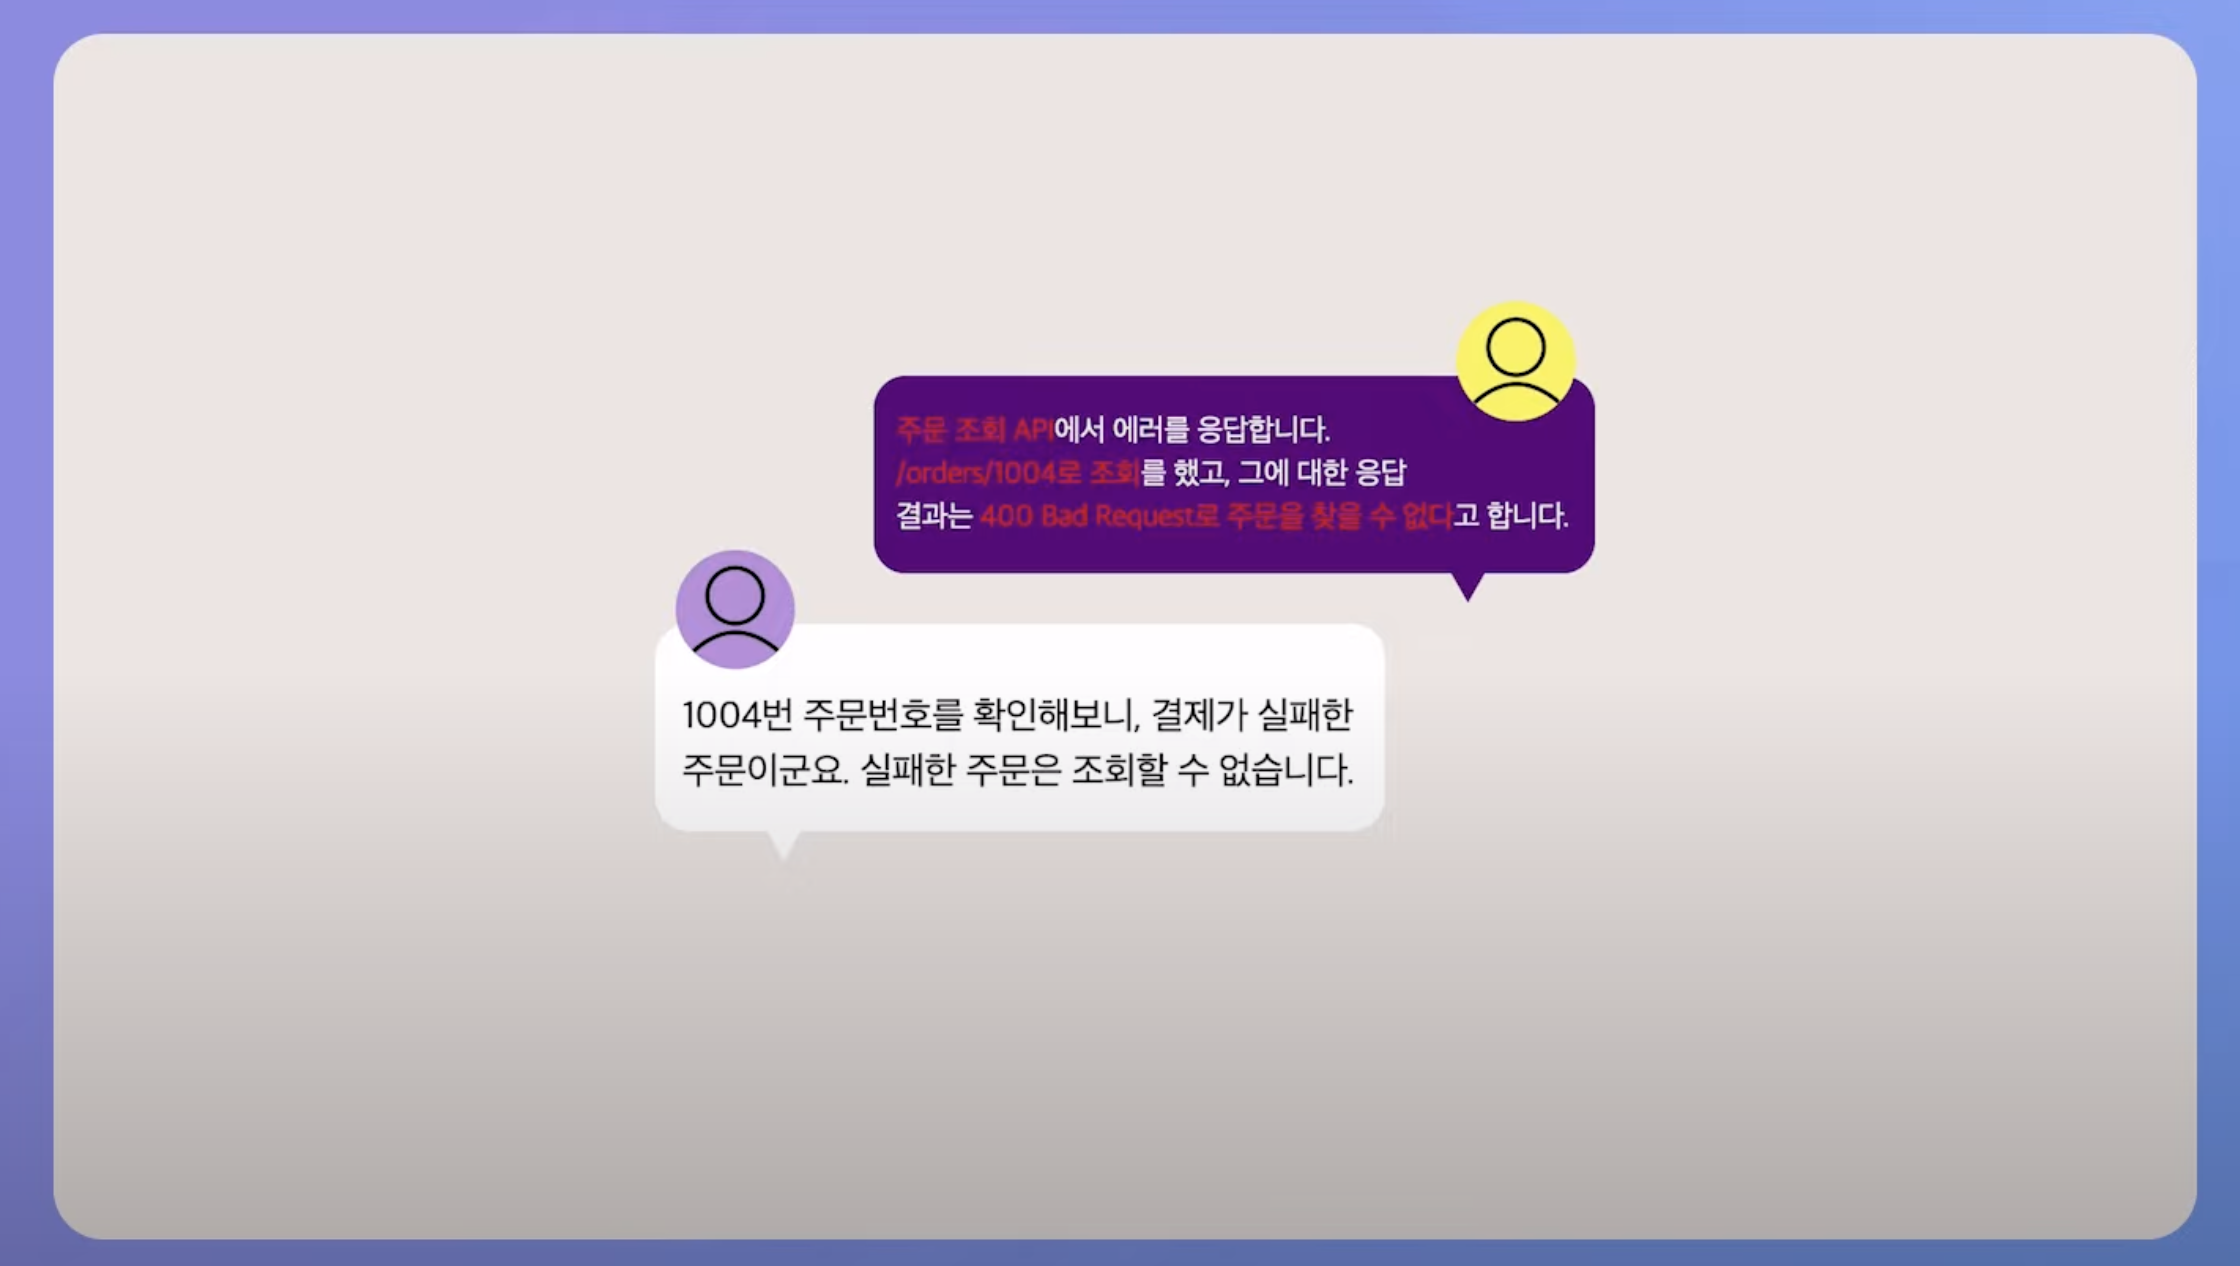 주문 조회 API에서 에러를 응답합니다.
/orders/1004로 조회를 했고, 그에 대한 응답
결과는 400 Bad Request로 주문을 찾을 수 없다고 합니다.
1004번 주문번호를 확인해보니, 결제가 실패한
주문이군요. 실패한 주문은 조회할 수 없습니다.